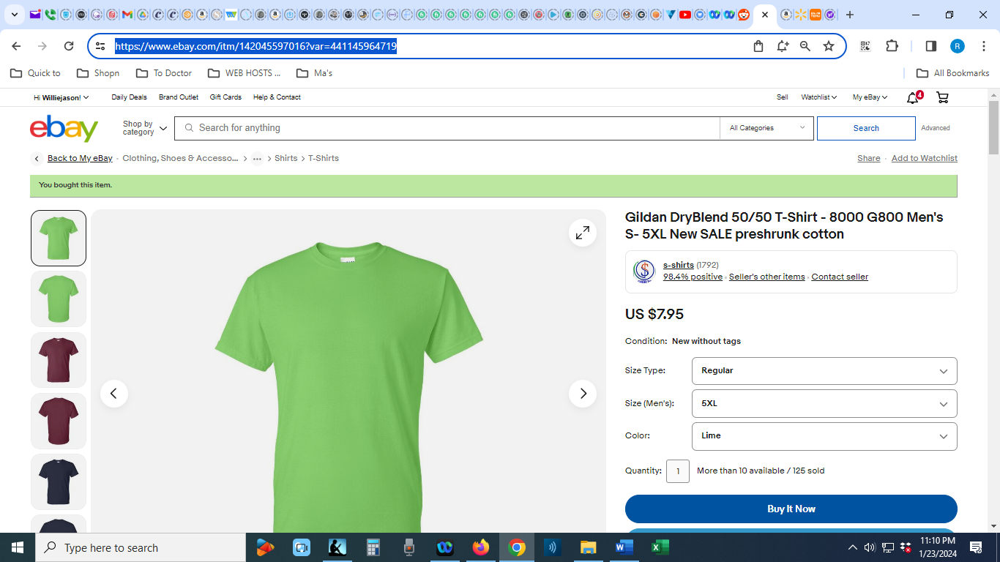 https://www.ebay.com/itm/142045597016?var=441145964719
R
Quick to
Shopn
To Doctor
WEB HOSTS ...
Ma's
All Bookmarks
Hi Williejason!
Daily Deals
Brand Outlet
Gift Cards
Help & Contact
Sell
Watchlist
My eBay
4
ebay
Shop by
category
Search for anything
All Categories
Search
Advanced
Back to My eBay
Clothing, Shoes & Accesso...
Shirts
T-Shirts
Share
Add to Watchlist
You bought this item.
Gildan DryBlend 50/50 T-Shirt - 8000 G800 Men's
S- 5XL New SALE preshrunk cotton
s-shirts (1792)
98.4% positive
Seller's other items
Contact seller
US $7.95
Condition: New without tags
Size Type: Regular
Size (Men's): 5XL
Color: Lime
Quantity: 1 More than 10 available / 125 sold
Buy It Now
Type here to search
11:10 PM
1/23/2024